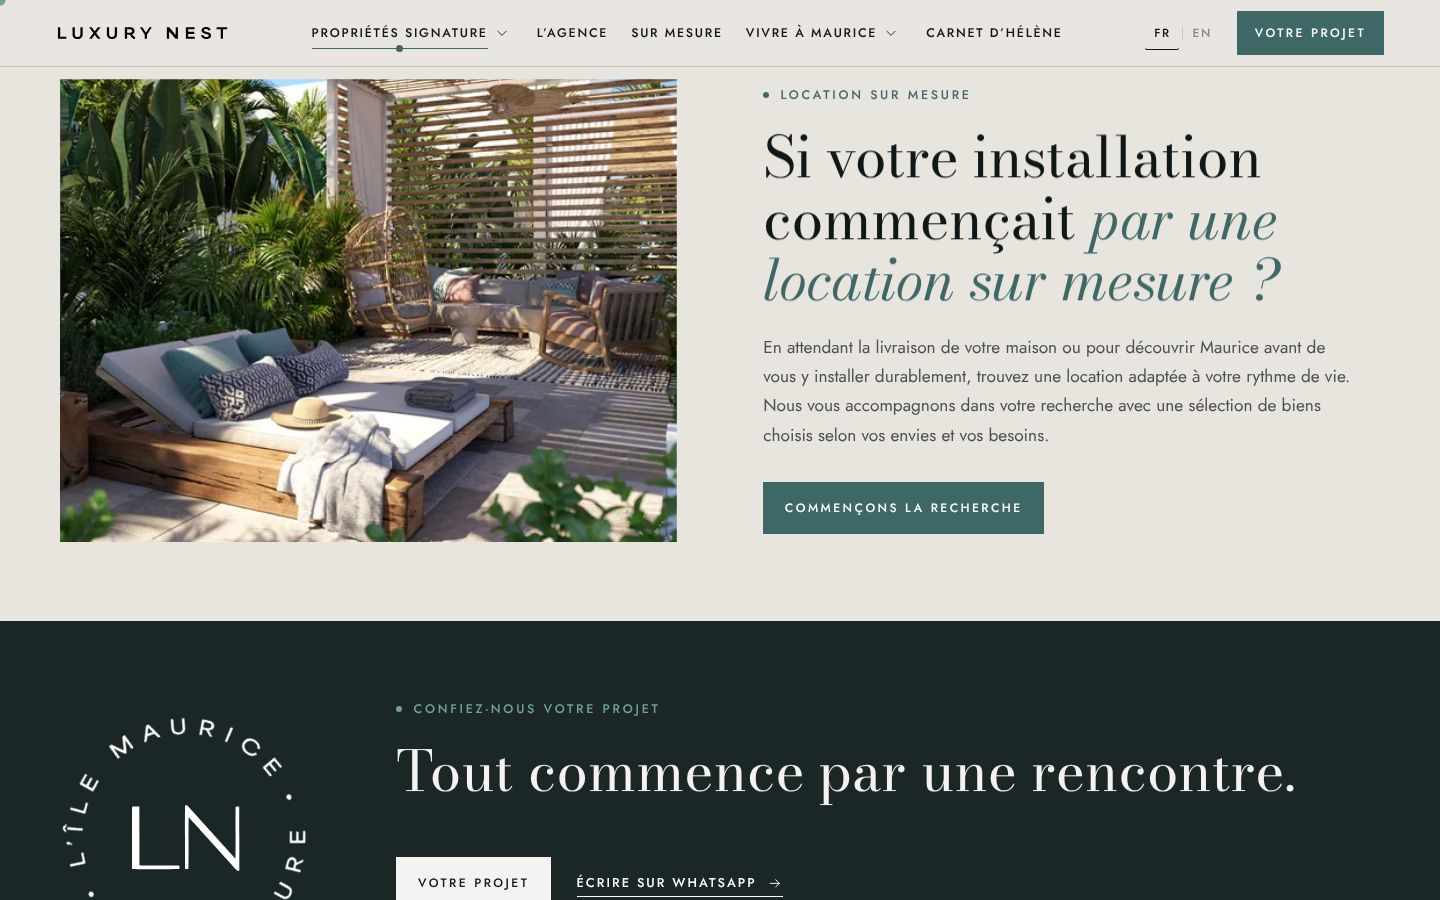 LUXURY NEST
PROPRIÉTÉS SIGNATURE
L’AGENCE
SUR MESURE
VIVRE À MAURICE
CARNET D’HÉLÈNE
FR
EN
VOTRE PROJET
LOCATION SUR MESURE
Si votre installation
commençait par une
location sur mesure ?
En attendant la livraison de votre maison ou pour découvrir Maurice avant de
vous y installer durablement, trouvez une location adaptée à votre rythme de vie.
Nous vous accompagnons dans votre recherche avec une sélection de biens
choisis selon vos envies et vos besoins.
COMMENÇONS LA RECHERCHE
L’ÎLE MAURICE •
LN
CONFIEZ-NOUS VOTRE PROJET
Tout commence par une rencontre.
VOTRE PROJET
ÉCRIRE SUR WHATSAPP →